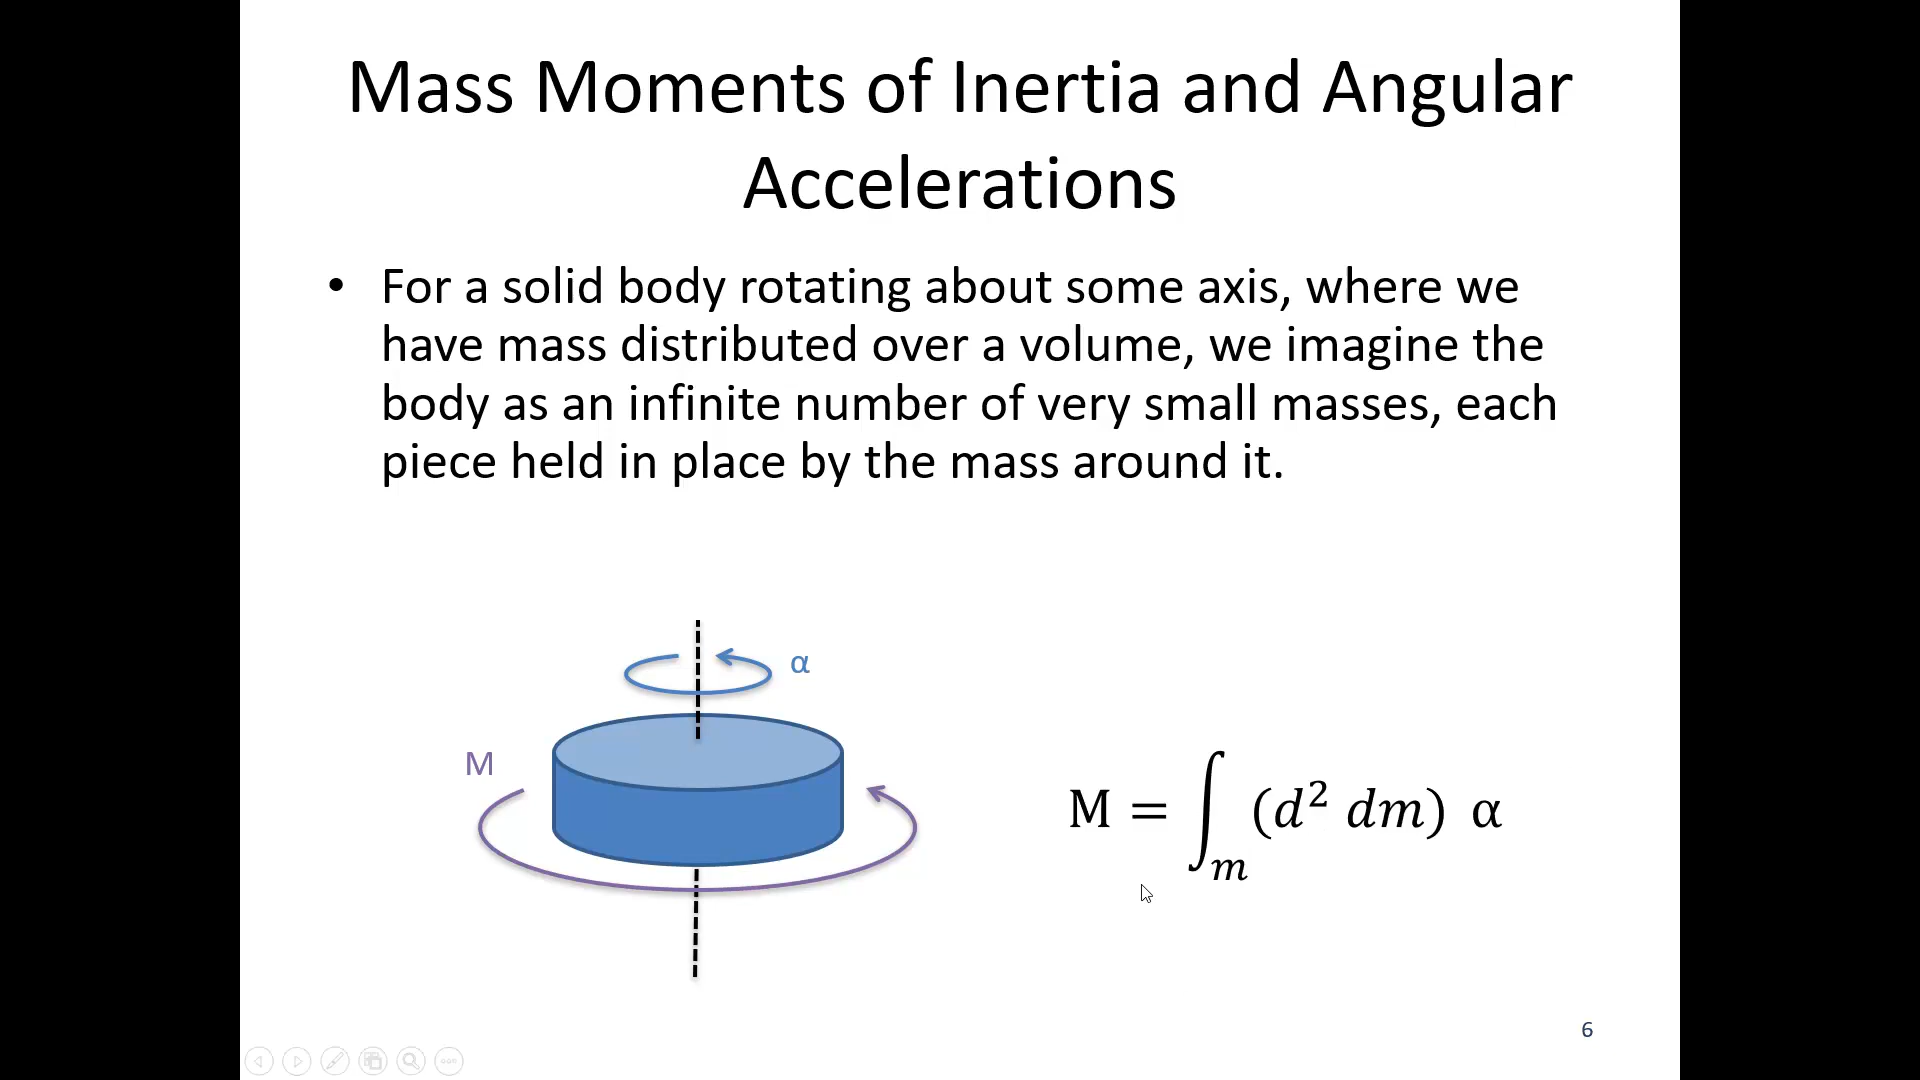 Mass Moments of Inertia and Angular
Accelerations
• For a solid body rotating about some axis, where we
have mass distributed over a volume, we imagine the
body as an infinite number of very small masses, each
piece held in place by the mass around it.
α
M
M = ∫_m (d² dm) α
6